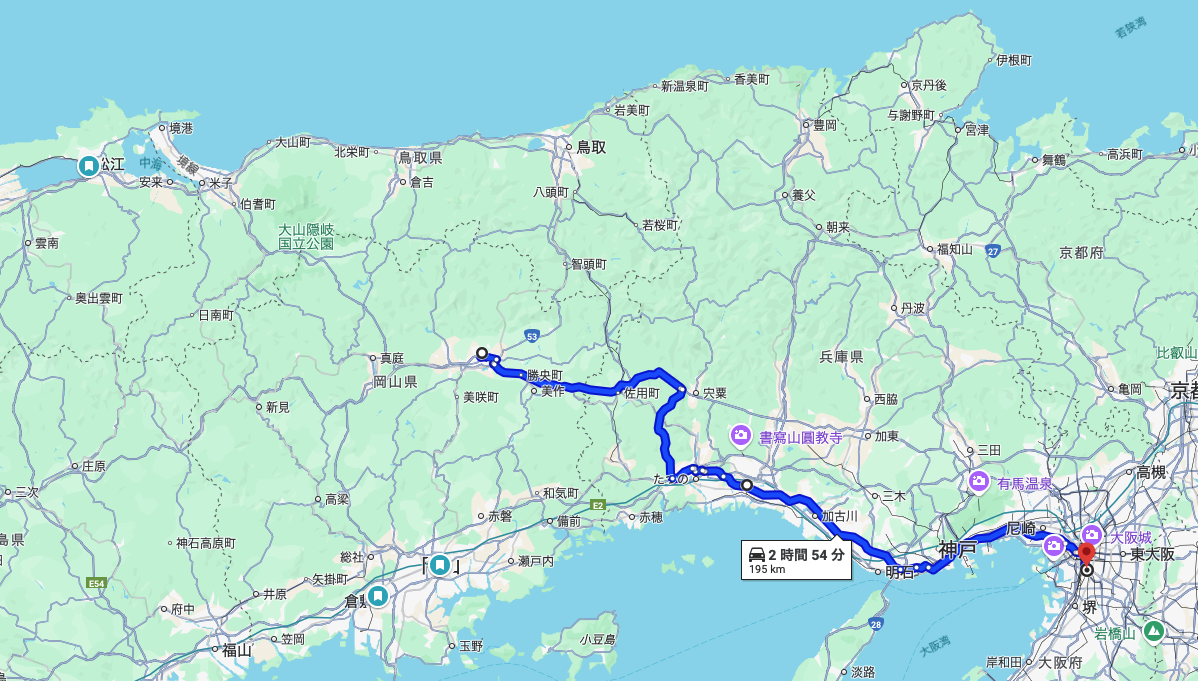 若狭湾
伊根町
香美町
新温泉町
京丹後
岩美町
与謝野町
豊岡
宮津
境港
大山町
北栄町
鳥取
鳥取県
舞鶴
高浜町
松江
中海
境線
安来
米子
倉吉
八頭町
養父
伯耆町
若桜町
朝来
大山隠岐
国立公園
雲南
福知山
27
京都府
智頭町
奥出雲町
日南町
丹波
53
真庭
兵庫県
比叡山
岡山県
勝央町
美作
佐用町
宍粟
亀岡
美咲町
西脇
新見
書寫山圓教寺
加東
三田
庄原
高槻
たつの
有馬温泉
三次
高梁
和気町
三木
E2
赤磐
備前
赤穂
加古川
尼崎
大阪城
神石高原町
神戸
総社
瀬戸内
2 時間 54 分
195 km
東大阪
明石
E54
矢掛町
井原
府中
堺
28
小豆島
笠岡
玉野
福山
岩橋山
大阪湾
岸和田
大阪府
淡路